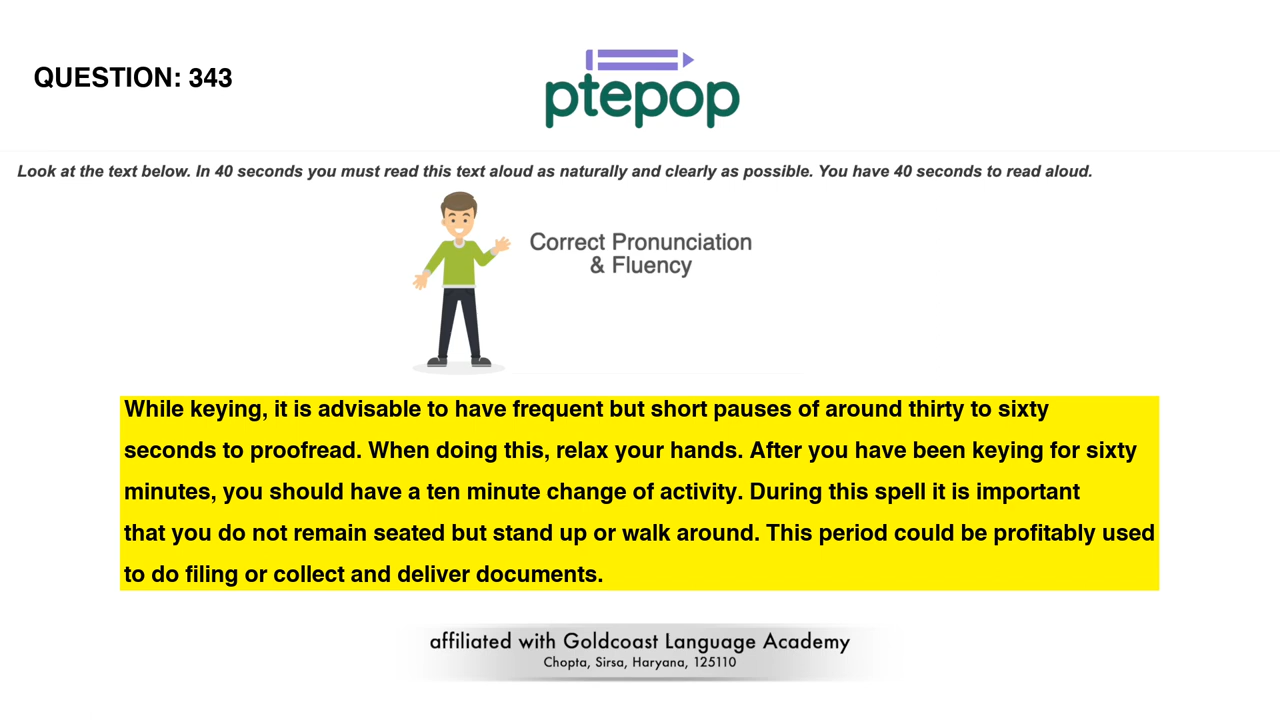 QUESTION: 343
ptepop
Look at the text below. In 40 seconds you must read this text aloud as naturally and clearly as possible. You have 40 seconds to read aloud.
Correct Pronunciation
& Fluency
While keying, it is advisable to have frequent but short pauses of around thirty to sixty
seconds to proofread. When doing this, relax your hands. After you have been keying for sixty
minutes, you should have a ten minute change of activity. During this spell it is important
that you do not remain seated but stand up or walk around. This period could be profitably used
to do filing or collect and deliver documents.
affiliated with Goldcoast Language Academy
Chopta, Sirsa, Haryana, 125110